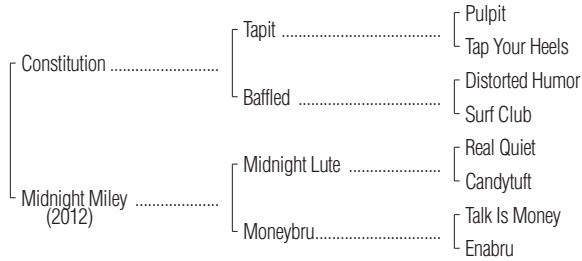 Pulpit
Tapit ........................................
Tap Your Heels
Constitution ...........................
Distorted Humor
Baffled ....................................
Surf Club
Real Quiet
Midnight Lute .......................
Candytuft
Midnight Miley .....................
(2012)
Talk Is Money
Moneybru................................
Enabru